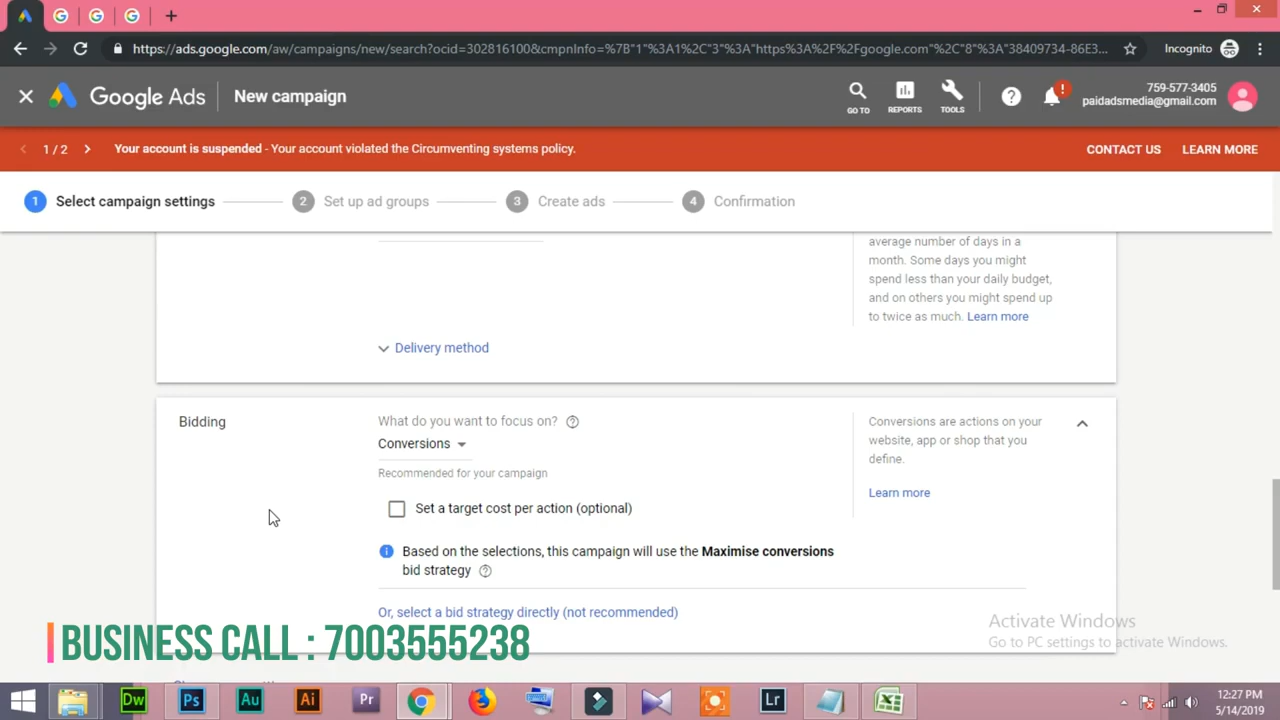 https://ads.google.com/aw/campaigns/new/search?ocid=302816100&cmpnInfo=%7B"1"%3A1%2C"3"%3A"https%3A%2F%2Fgoogle.com"%2C"8"%3A"38409734-86E3...
Incognito
Google Ads
New campaign
GO TO
REPORTS
TOOLS
759-577-3405
paidadsmedia@gmail.com
1 / 2
Your account is suspended - Your account violated the Circumventing systems policy.
CONTACT US
LEARN MORE
1 Select campaign settings
2 Set up ad groups
3 Create ads
4 Confirmation
average number of days in a
month. Some days you might
spend less than your daily budget,
and on others you might spend up
to twice as much. Learn more
Delivery method
Bidding
What do you want to focus on?
Conversions
Recommended for your campaign
Set a target cost per action (optional)
Based on the selections, this campaign will use the Maximise conversions
bid strategy
Or, select a bid strategy directly (not recommended)
Conversions are actions on your
website, app or shop that you
define.
Learn more
Activate Windows
Go to PC settings to activate Windows.
BUSINESS CALL : 7003555238
Dw
Ps
Au
Ai
Pr
Lr
12:27 PM
5/14/2019